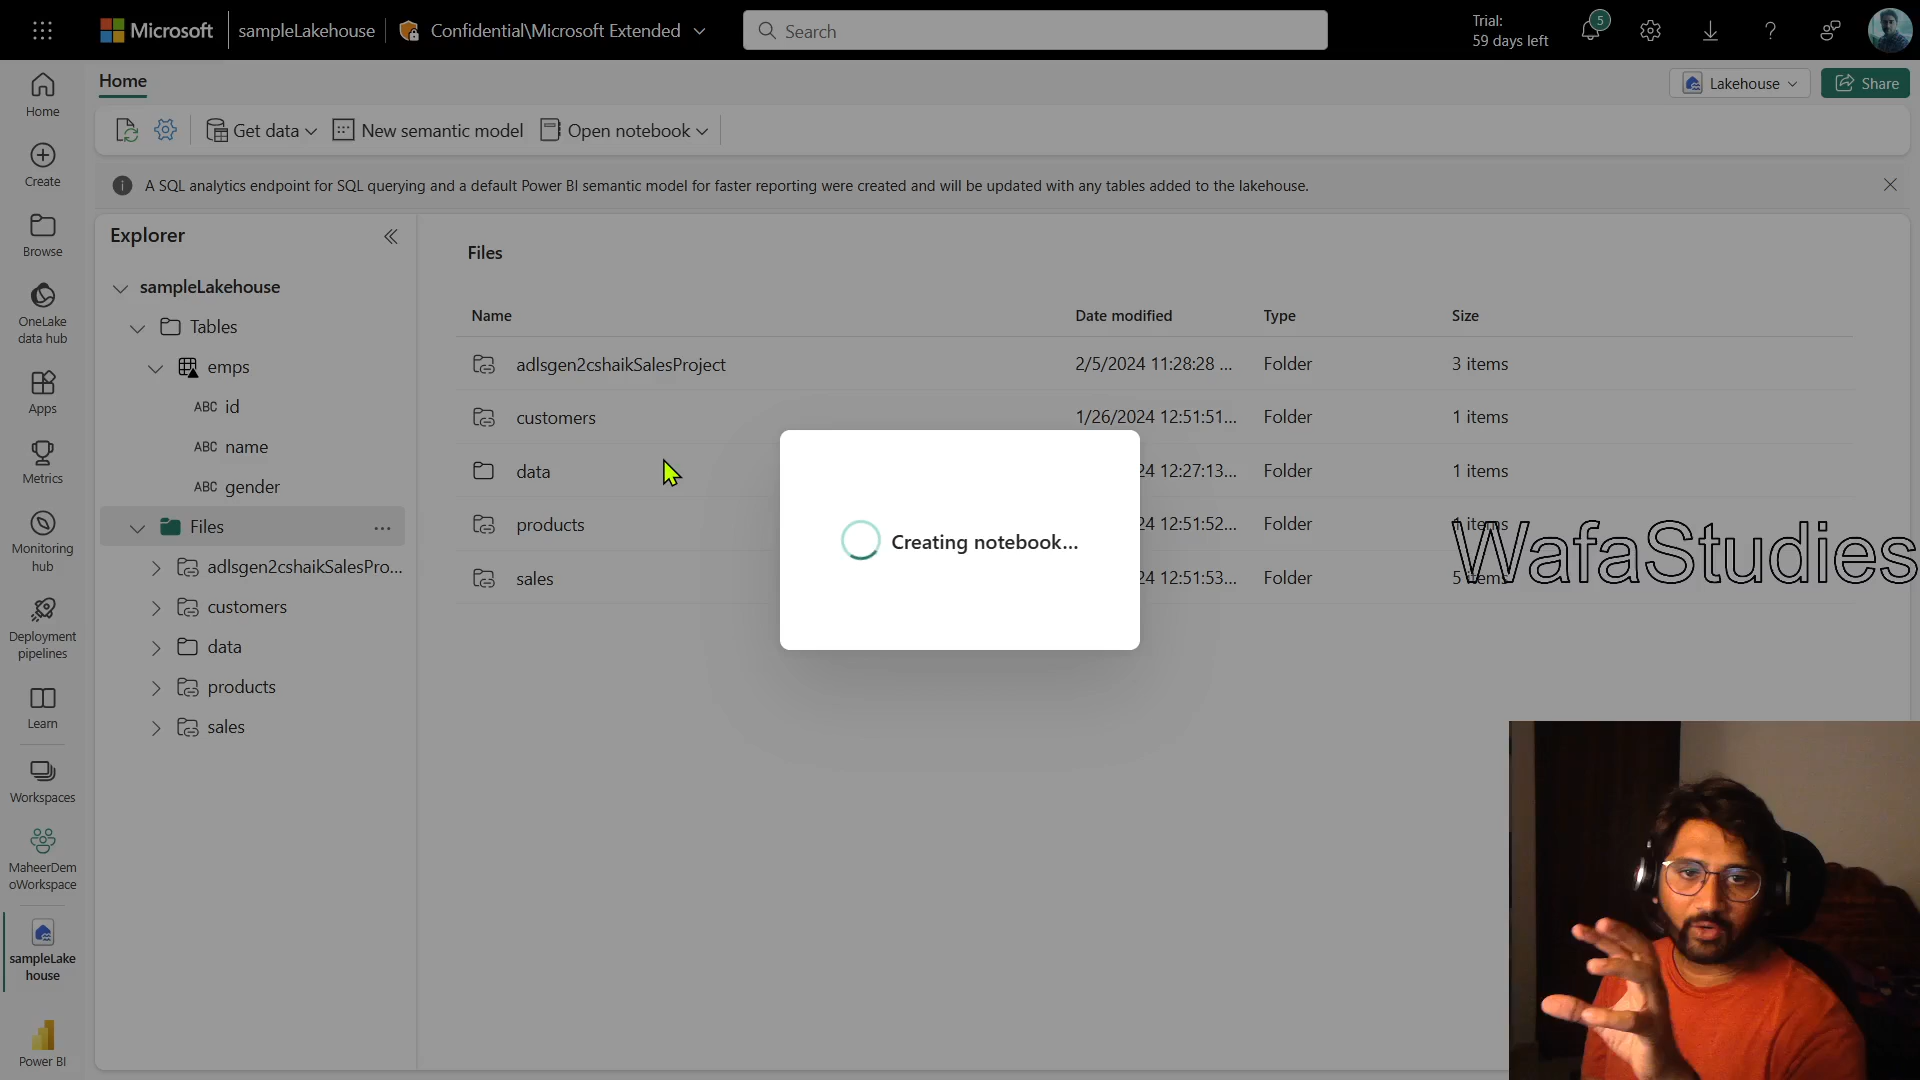 Microsoft
sampleLakehouse
Confidential\Microsoft Extended
Search
Trial:
59 days left
5
Home
Lakehouse
Share
Get data
New semantic model
Open notebook
A SQL analytics endpoint for SQL querying and a default Power BI semantic model for faster reporting were created and will be updated with any tables added to the lakehouse.
Home
Create
Browse
OneLake
data hub
Apps
Metrics
Monitoring
hub
Deployment
pipelines
Learn
Workspaces
MaheerDem
oWorkspace
sampleLake
house
Power BI
Explorer
sampleLakehouse
Tables
emps
ABC id
ABC name
ABC gender
Files
adlsgen2cshaikSalesPro...
customers
data
products
sales
Files
Name Date modified Type Size
adlsgen2cshaikSalesProject 2/5/2024 11:28:28 ... Folder 3 items
customers 1/26/2024 12:51:51... Folder 1 items
data 24 12:27:13... Folder 1 items
products 24 12:51:52... Folder items
sales 24 12:51:53... Folder 5 items
Creating notebook...
WafaStudies